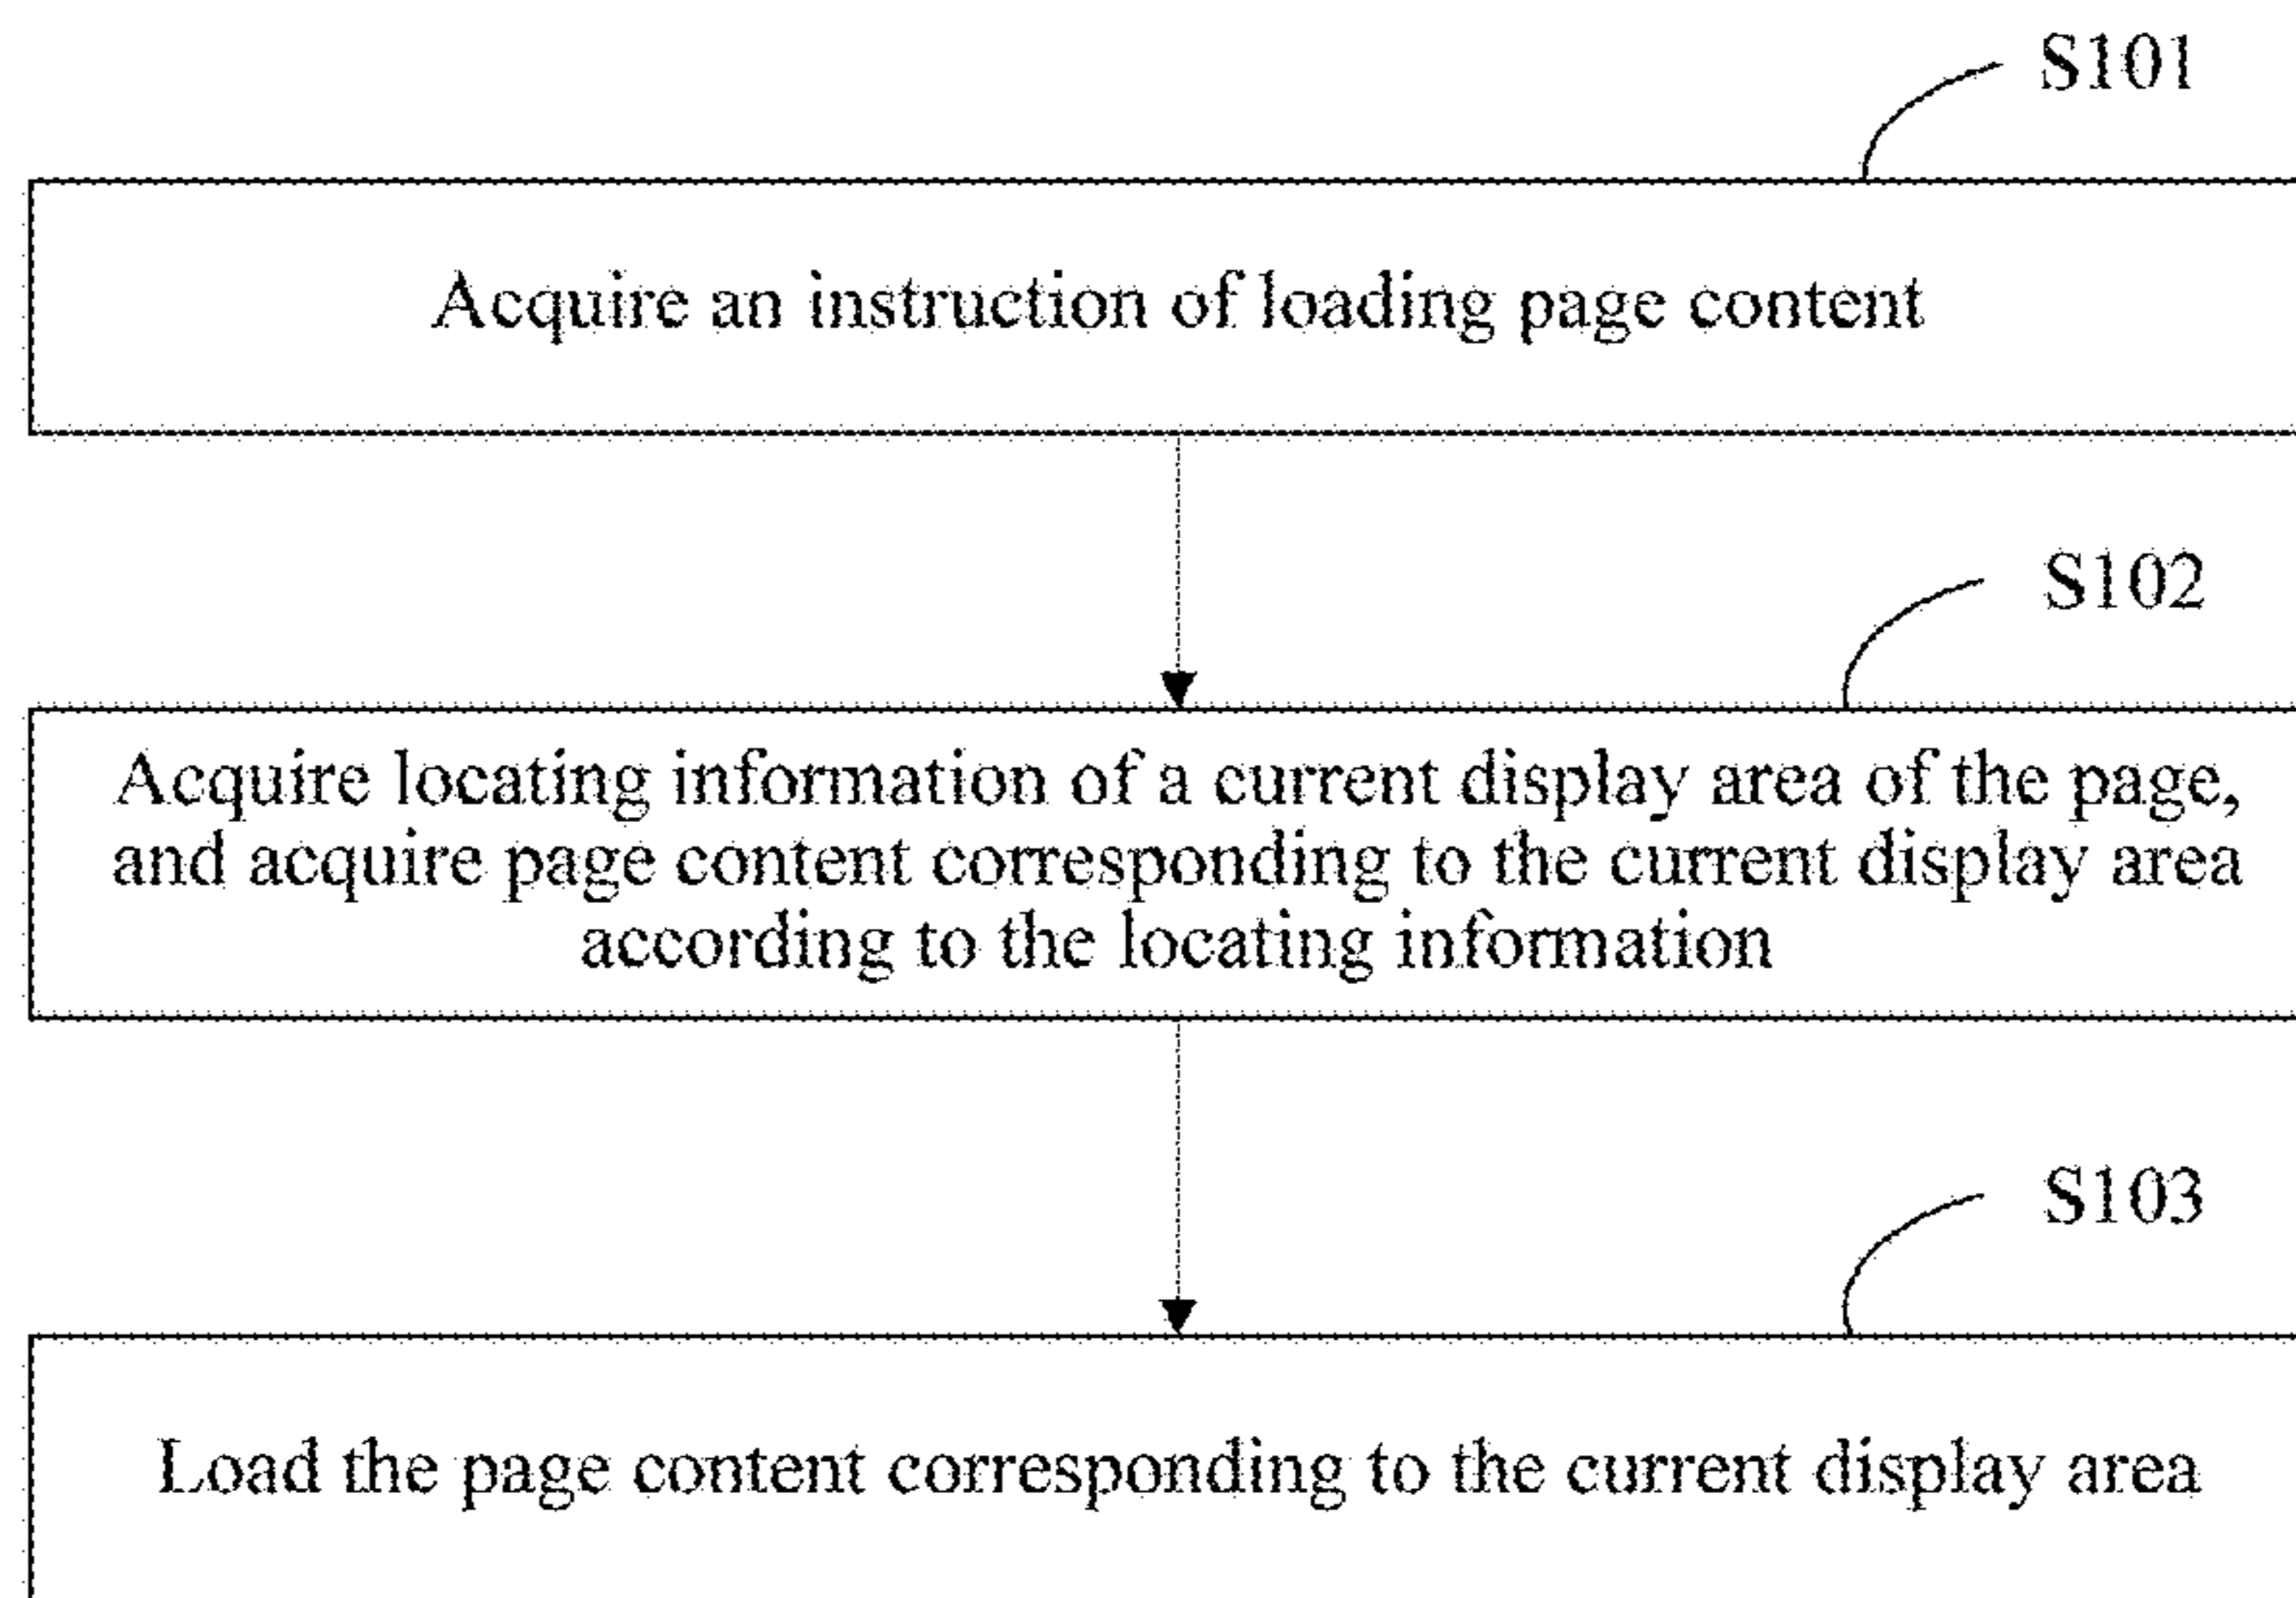 S101
Acquire an instruction of loading page content
S102
Acquire locating information of a current display area of the page,
and acquire page content corresponding to the current display area
according to the locating information
S103
Load the page content corresponding to the current display area